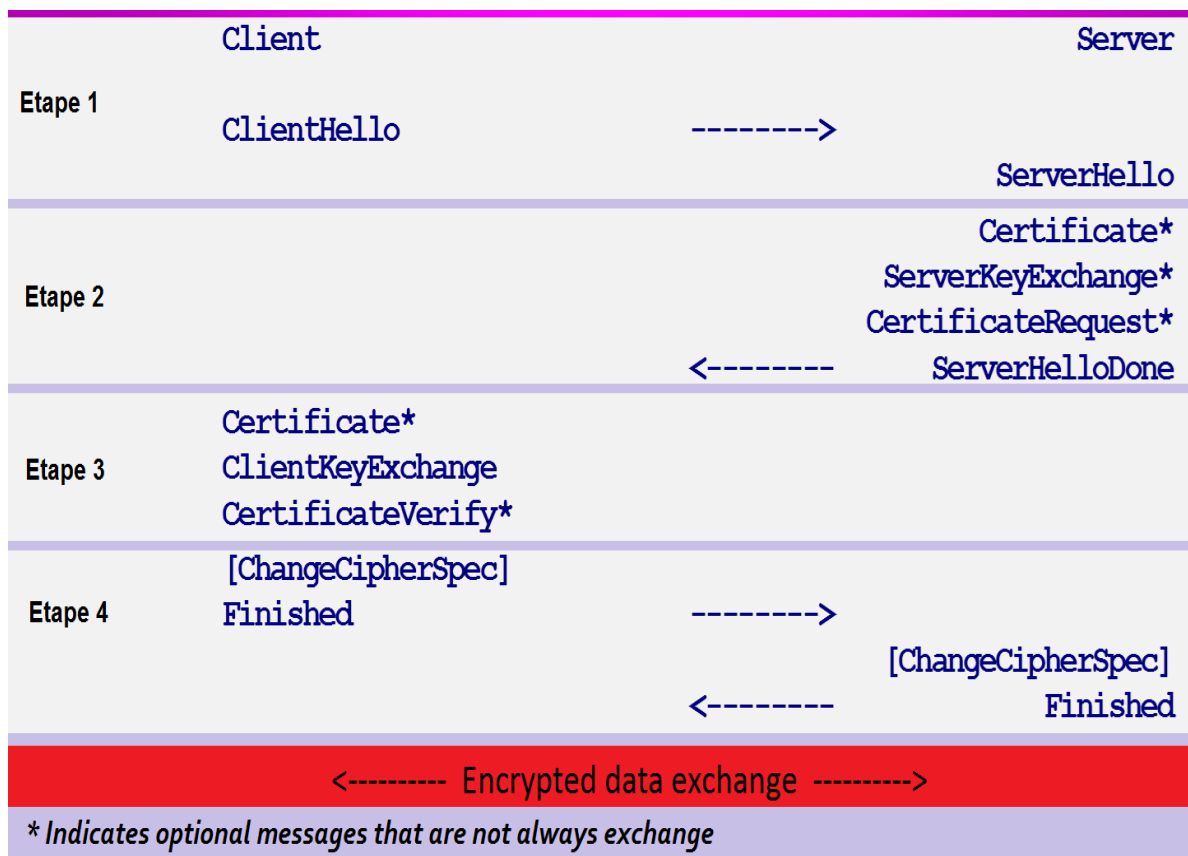 Client Server
Etape 1
ClientHello -------->
ServerHello
Certificate*
ServerKeyExchange*
Etape 2
CertificateRequest*
<-------- ServerHelloDone
Certificate*
Etape 3 ClientKeyExchange
CertificateVerify*
[ChangeCipherSpec]
Etape 4 Finished -------->
[ChangeCipherSpec]
<-------- Finished
<---------- Encrypted data exchange ---------->
* Indicates optional messages that are not always exchange